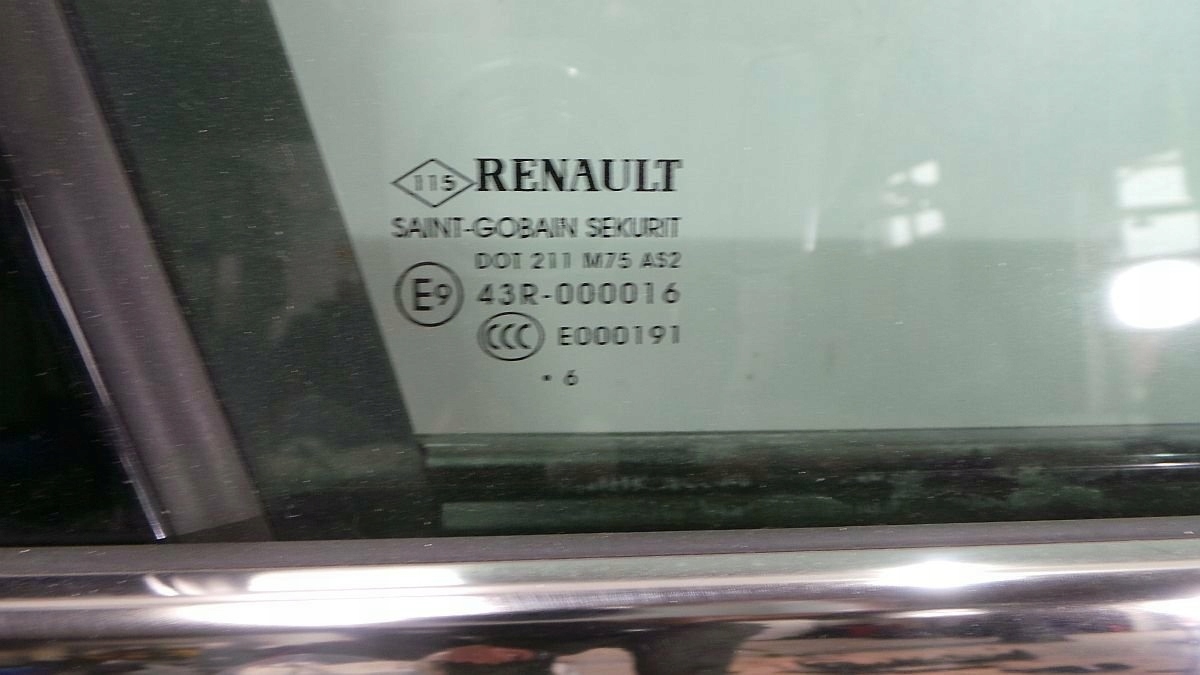 115 RENAULT
SAINT-GOBAIN SEKURIT
DOT 211 M75 AS2
E9 43R-000016
CCC E000191
• 6